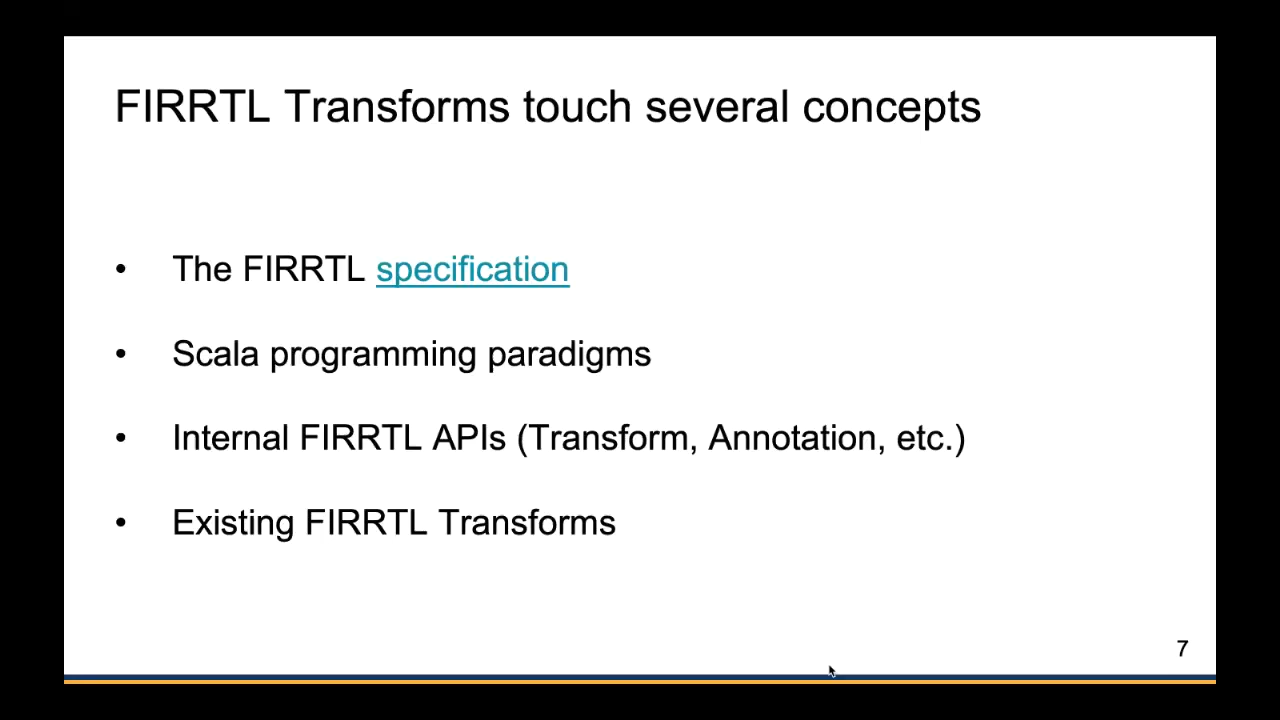 FIRRTL Transforms touch several concepts
• The FIRRTL specification
• Scala programming paradigms
• Internal FIRRTL APIs (Transform, Annotation, etc.)
• Existing FIRRTL Transforms
7